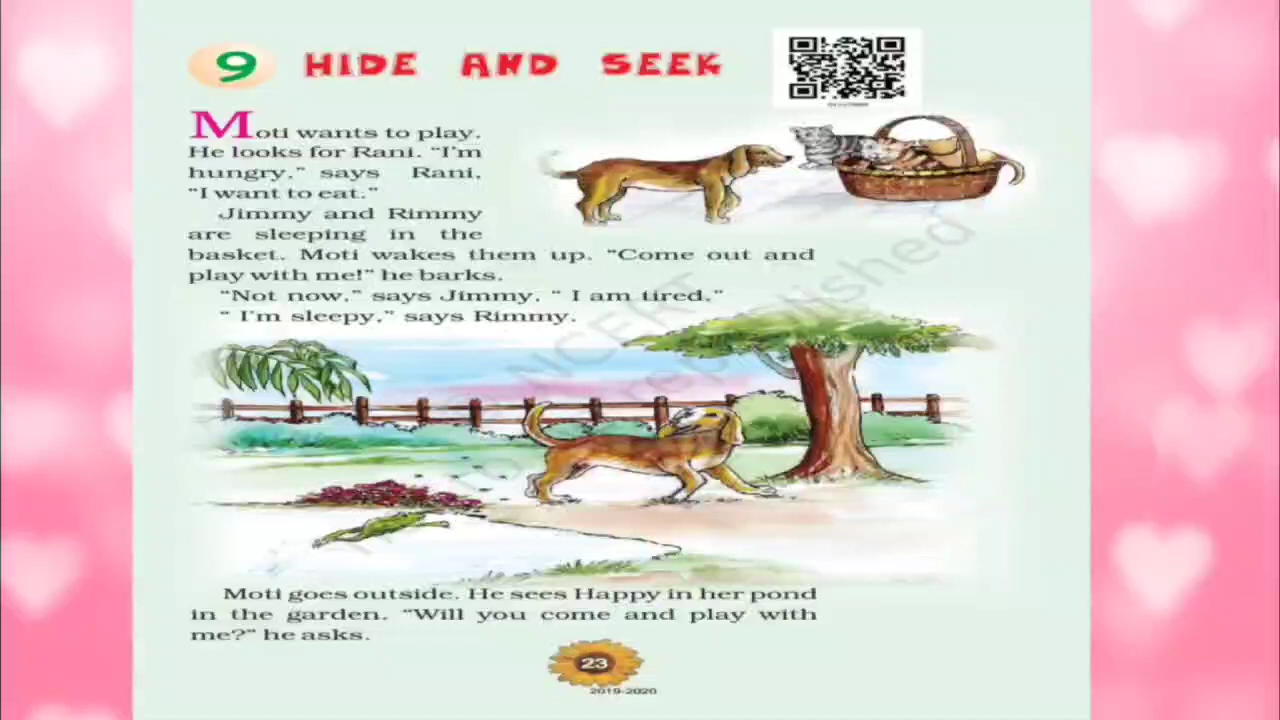 9 HIDE AND SEEK
Moti wants to play.
He looks for Rani. “I'm
hungry,” says Rani,
“I want to eat.”
Jimmy and Rimmy
are sleeping in the
basket. Moti wakes them up. “Come out and
play with me!” he barks.
“Not now,” says Jimmy, “ I am tired.”
“ I'm sleepy,” says Rimmy.
Moti goes outside. He sees Happy in her pond
in the garden. “Will you come and play with
me?” he asks.
23
2019-2020